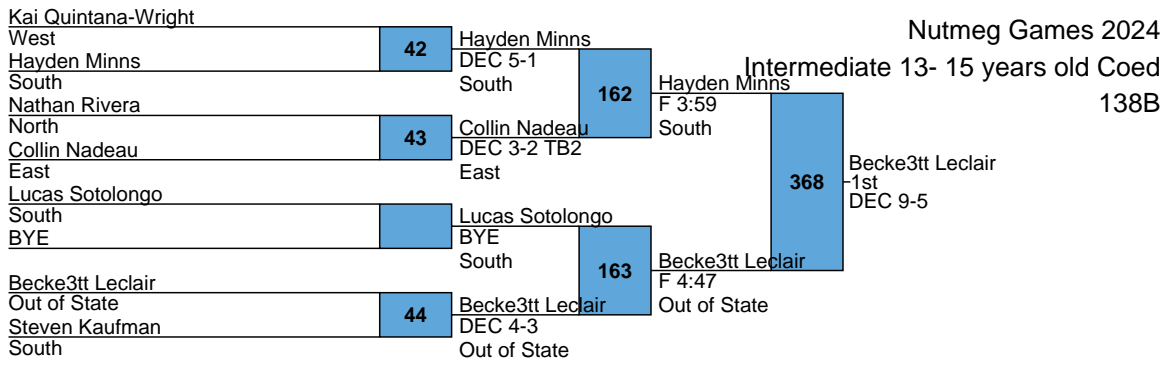 Nutmeg Games 2024
Intermediate 13- 15 years old Coed
138B
Kai Quintana-Wright
West
Hayden Minns
South
Nathan Rivera
North
Collin Nadeau
East
Lucas Sotolongo
South
BYE
Becke3tt Leclair
Out of State
Steven Kaufman
South
42
43
44
Hayden Minns
DEC 5-1
South
Collin Nadeau
DEC 3-2 TB2
East
Lucas Sotolongo
BYE
South
Becke3tt Leclair
DEC 4-3
Out of State
162
163
Hayden Minns
F 3:59
South
Becke3tt Leclair
F 4:47
Out of State
368
Becke3tt Leclair
1st
DEC 9-5